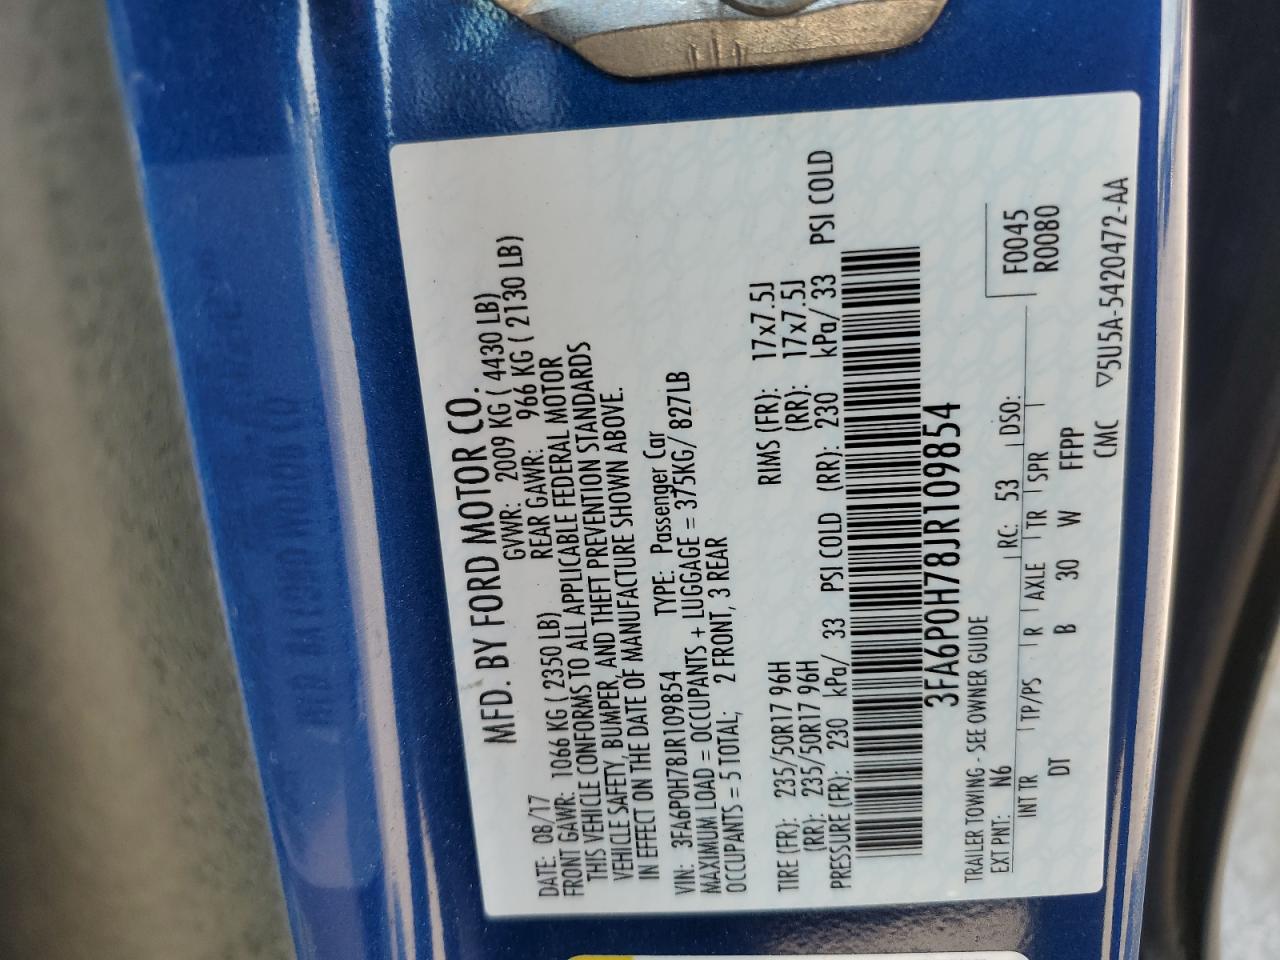 MFD. BY FORD MOTOR CO.
DATE: 08/17 GVWR: 2009 KG ( 4430 LB)
FRONT GAWR: 1066 KG ( 2350 LB) REAR GAWR: 966 KG ( 2130 LB)
THIS VEHICLE CONFORMS TO ALL APPLICABLE FEDERAL MOTOR
VEHICLE SAFETY, BUMPER, AND THEFT PREVENTION STANDARDS
IN EFFECT ON THE DATE OF MANUFACTURE SHOWN ABOVE.
VIN: 3FA6P0H78JR109854 TYPE: Passenger Car
MAXIMUM LOAD = OCCUPANTS + LUGGAGE = 375KG/ 827LB
OCCUPANTS = 5 TOTAL, 2 FRONT, 3 REAR
TIRE (FR): 235/50R17 96H RIMS (FR): 17x7.5J
(RR): 235/50R17 96H (RR): 17x7.5J
PRESSURE (FR): 230 kPa/ 33 PSI COLD (RR): 230 kPa/ 33 PSI COLD
3FA6P0H78JR109854
TRAILER TOWING - SEE OWNER GUIDE
EXT PNT: N6 RC: 53 DSO: F0045
INT TR TP/PS R AXLE TR SPR R0080
DT B 30 W FFPP
CMC ▽5U5A-5420472-AA